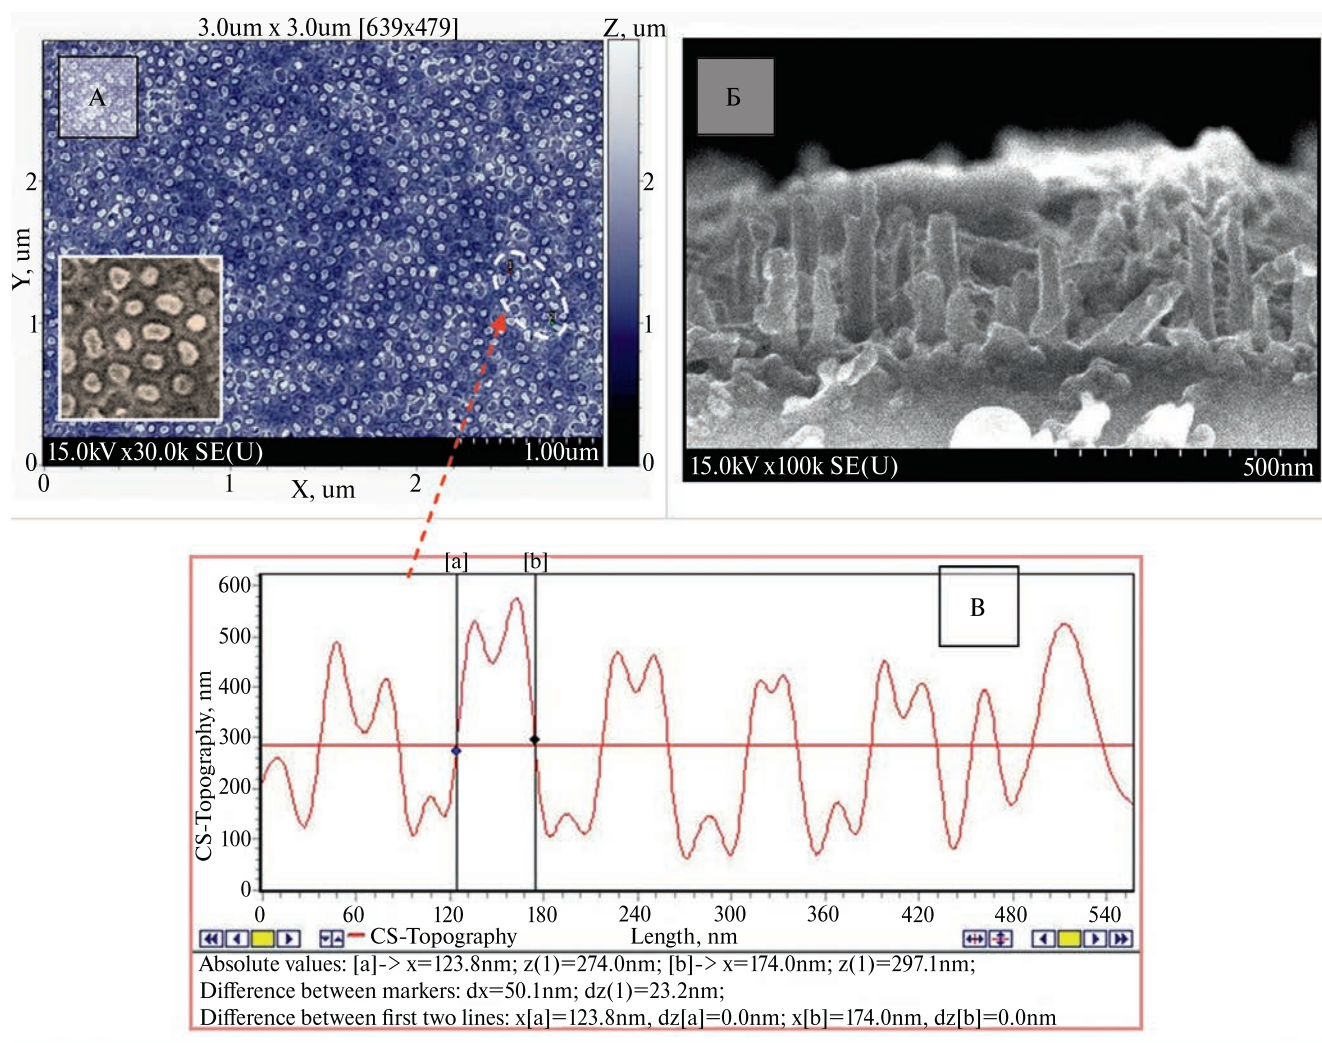 3.0um x 3.0um [639x479]
Z, um
А
2
Y, um
1
0
15.0kV x30.0k SE(U)
1.00um
0
1
2
X, um
2
1
0
Б
15.0kV x100k SE(U)
500nm
[a]
[b]
В
600
500
400
300
200
100
0
CS-Topography, nm
0 60 120 180 240 300 360 420 480 540
CS-Topography
Length, nm
Absolute values: [a]-> x=123.8nm; z(1)=274.0nm; [b]-> x=174.0nm; z(1)=297.1nm;
Difference between markers: dx=50.1nm; dz(1)=23.2nm;
Difference between first two lines: x[a]=123.8nm, dz[a]=0.0nm; x[b]=174.0nm, dz[b]=0.0nm